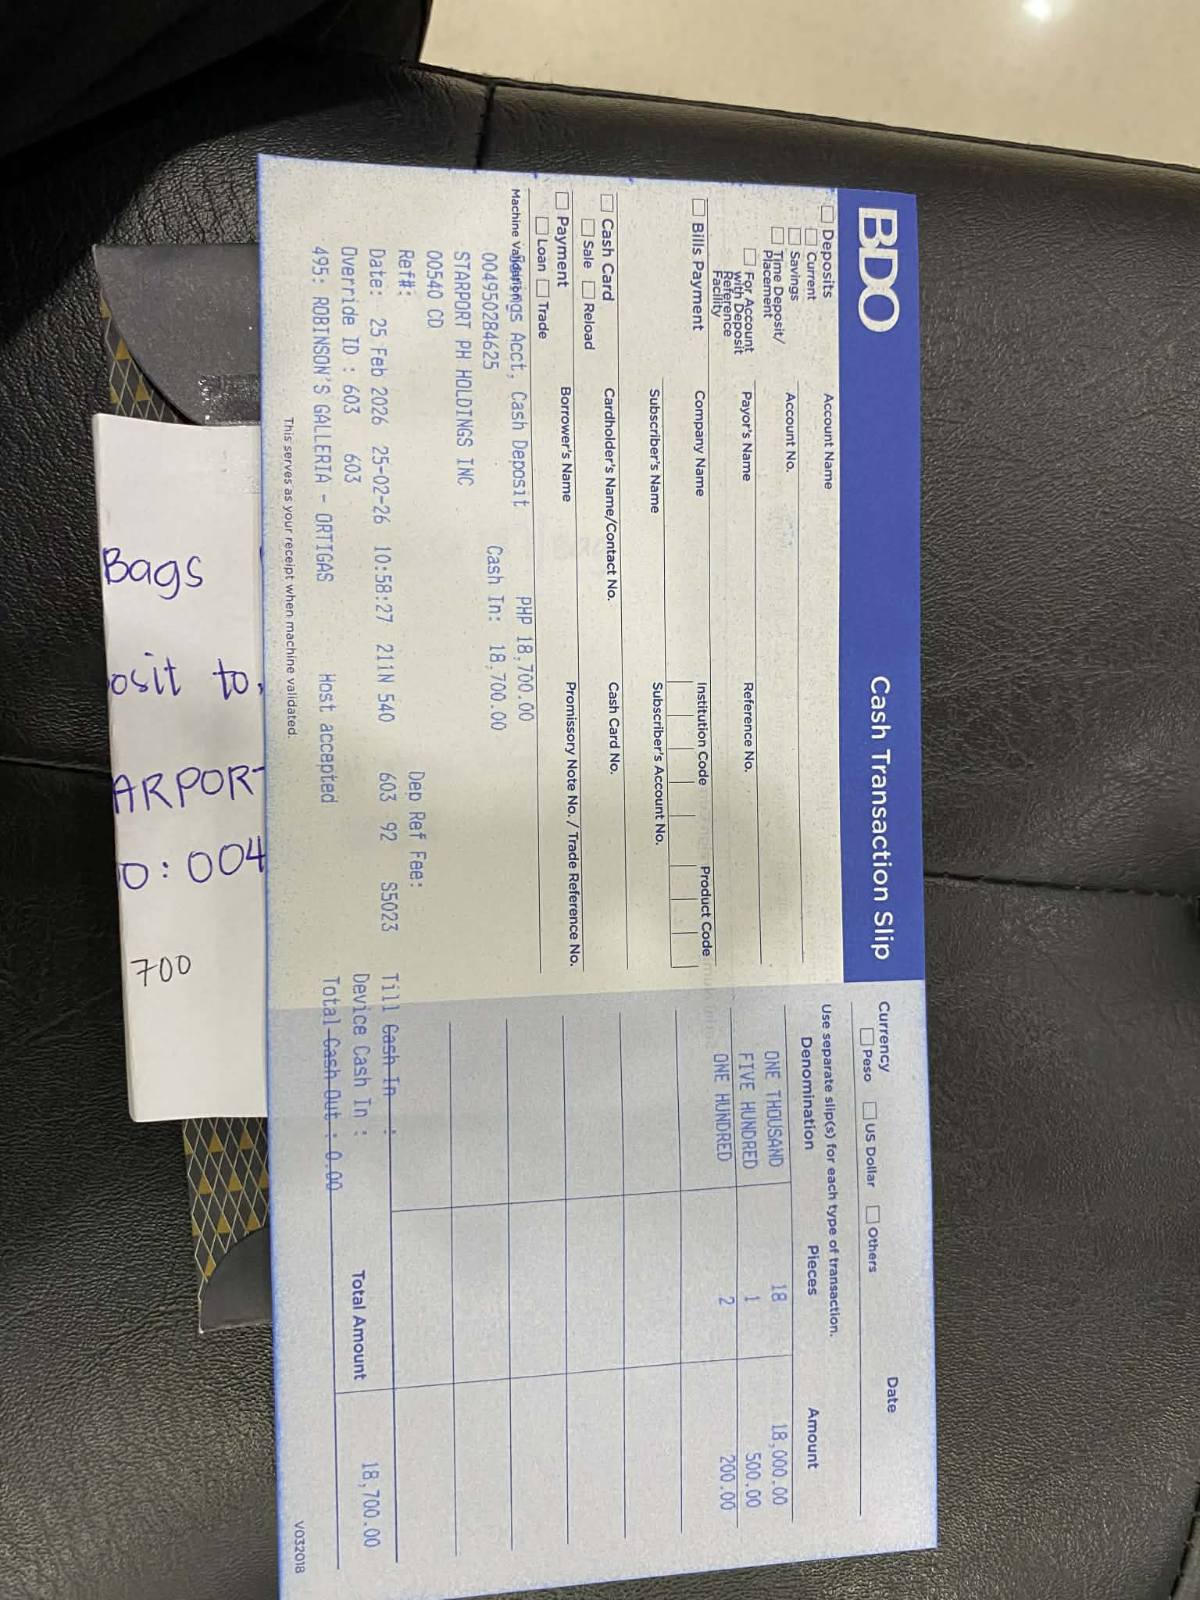 BDO
Cash Transaction Slip
Deposits
Current
Savings
Time Deposit/
Placement
For Account
with Deposit
Reference
Facility
Account Name
Account No.
Payor's Name
Reference No.
Bills Payment
Company Name
Institution Code
Product Code
Subscriber's Name
Subscriber's Account No.
Cash Card
Sale
Reload
Cardholder's Name/Contact No.
Cash Card No.
Payment
Loan
Trade
Borrower's Name
Promissory Note No. / Trade Reference No.
Currency
Date
Peso
US Dollar
Others
Use separate slip(s) for each type of transaction.
Denomination Pieces Amount
ONE THOUSAND 18 18,000.00
FIVE HUNDRED 1 500.00
ONE HUNDRED 2 200.00
Machine Validation
Acct, Cash Deposit PHP 18,700.00
004950284625 Cash In: 18,700.00
STARPORT PH HOLDINGS INC
00540 CD
Ref#: Dep Ref Fee:
Date: 25 Feb 2026 25-02-26 10:58:27 211N 540 603 92 S5023
Override ID : 603 603
495: ROBINSON'S GALLERIA - ORTIGAS Host accepted
Till Cash In :
Device Cash In :
Total Cash Out : 0.00
Total Amount 18,700.00
This serves as your receipt when machine validated.
V032018
Bags
osit to,
ARPORT
O: 004
700